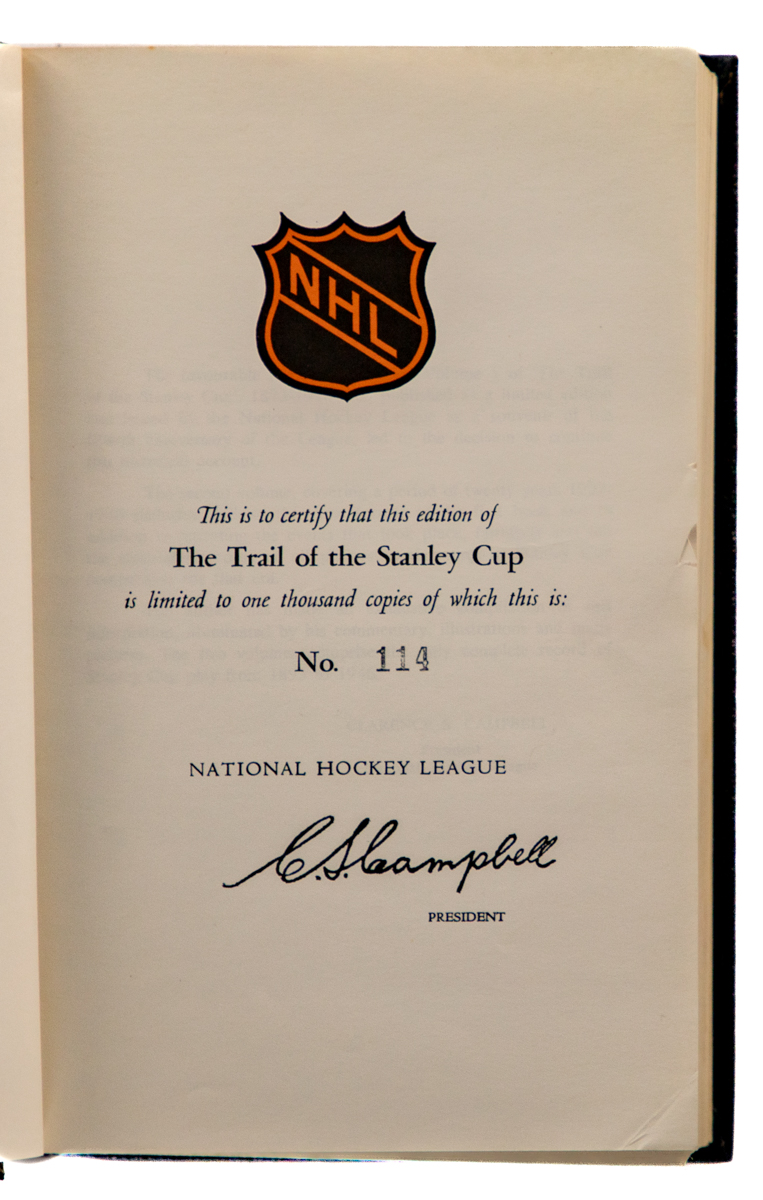 NHL
This is to certify that this edition of
The Trail of the Stanley Cup
is limited to one thousand copies of which this is:
No. 114
NATIONAL HOCKEY LEAGUE
C.S. Campbell
PRESIDENT